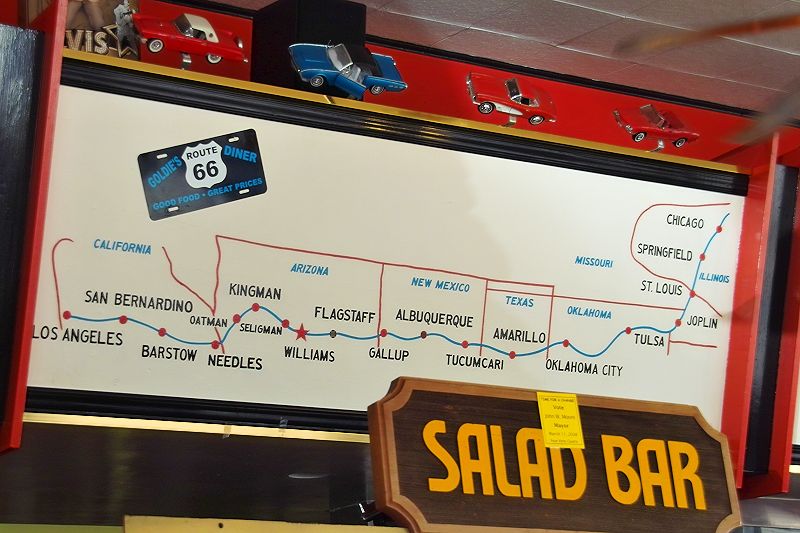 VIS
GOLDIE'S ROUTE 66 DINER
GOOD FOOD • GREAT PRICES
CHICAGO
SPRINGFIELD
ILLINOIS
ST. LOUIS
MISSOURI
JOPLIN
CALIFORNIA
ARIZONA
NEW MEXICO
TEXAS
OKLAHOMA
SAN BERNARDINO
KINGMAN
OATMAN
SELIGMAN
FLAGSTAFF
ALBUQUERQUE
AMARILLO
TULSA
LOS ANGELES
BARSTOW
NEEDLES
WILLIAMS
GALLUP
TUCUMCARI
OKLAHOMA CITY
Vote
John W. Moore
Mayor
SALAD BAR